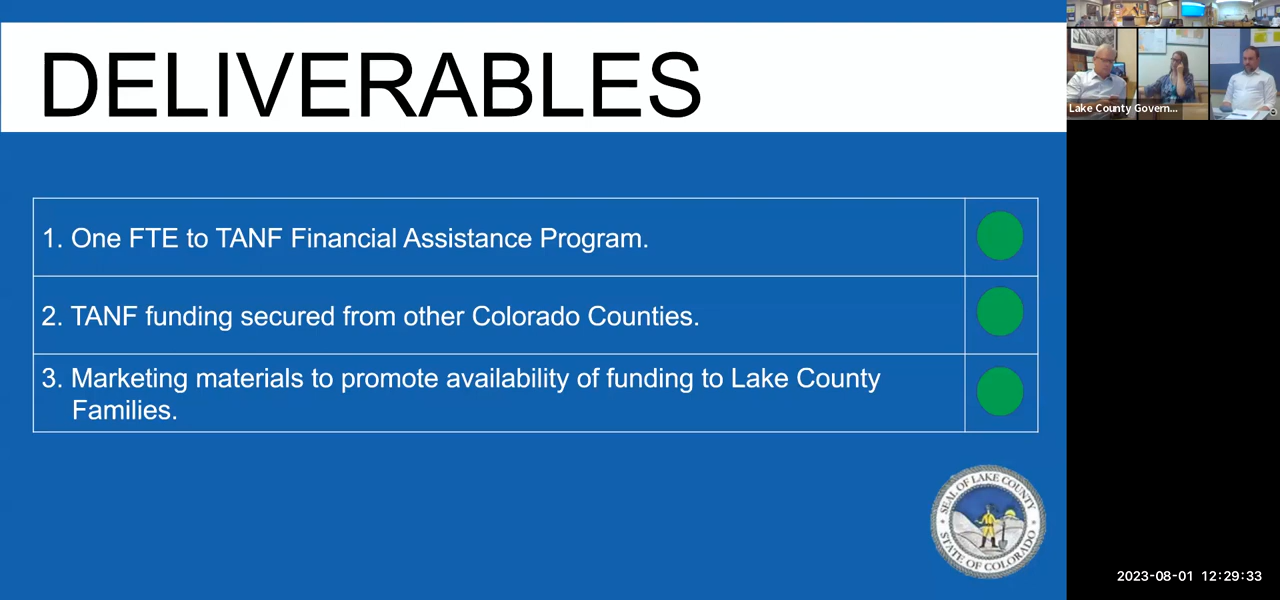 DELIVERABLES
1. One FTE to TANF Financial Assistance Program.
2. TANF funding secured from other Colorado Counties.
3. Marketing materials to promote availability of funding to Lake County
Families.
Lake County Govern...
SEAL OF LAKE COUNTY
STATE OF COLORADO
2023-08-01 12:29:33